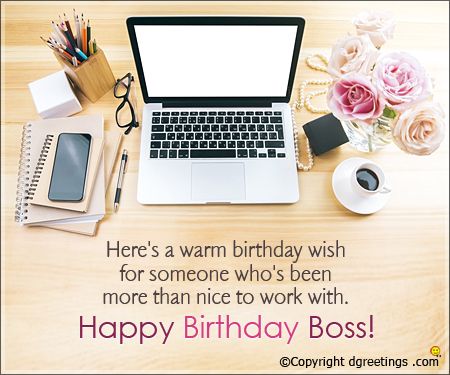 Here's a warm birthday wish
for someone who's been
more than nice to work with.
Happy Birthday Boss!
©Copyright dgreetings .com